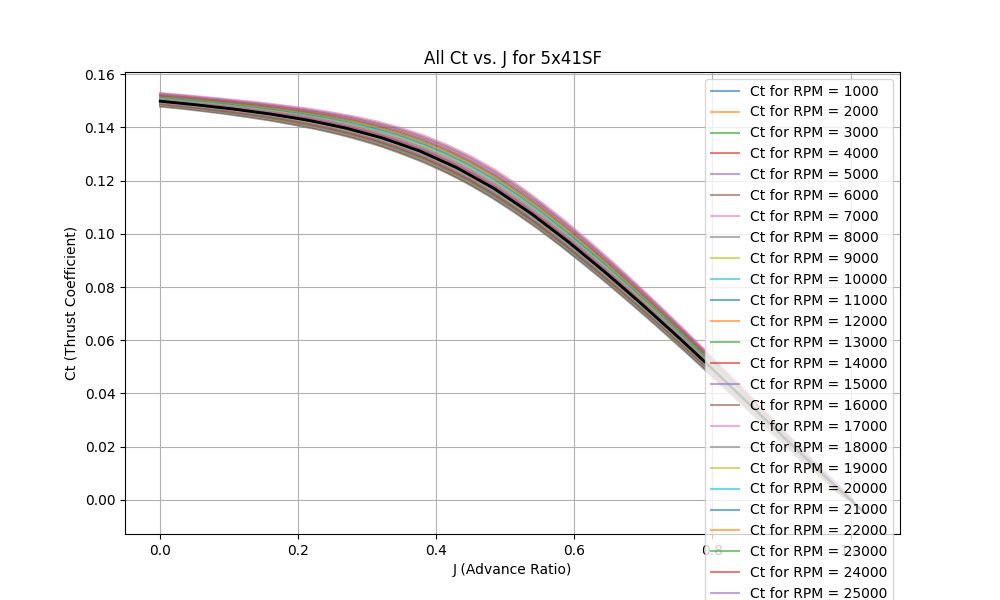 All Ct vs. J for 5x41SF
Ct (Thrust Coefficient)
0.16
0.14
0.12
0.10
0.08
0.06
0.04
0.02
0.00
0.0
0.2
0.4
0.6
0.8
J (Advance Ratio)
Ct for RPM = 1000
Ct for RPM = 2000
Ct for RPM = 3000
Ct for RPM = 4000
Ct for RPM = 5000
Ct for RPM = 6000
Ct for RPM = 7000
Ct for RPM = 8000
Ct for RPM = 9000
Ct for RPM = 10000
Ct for RPM = 11000
Ct for RPM = 12000
Ct for RPM = 13000
Ct for RPM = 14000
Ct for RPM = 15000
Ct for RPM = 16000
Ct for RPM = 17000
Ct for RPM = 18000
Ct for RPM = 19000
Ct for RPM = 20000
Ct for RPM = 21000
Ct for RPM = 22000
Ct for RPM = 23000
Ct for RPM = 24000
Ct for RPM = 25000